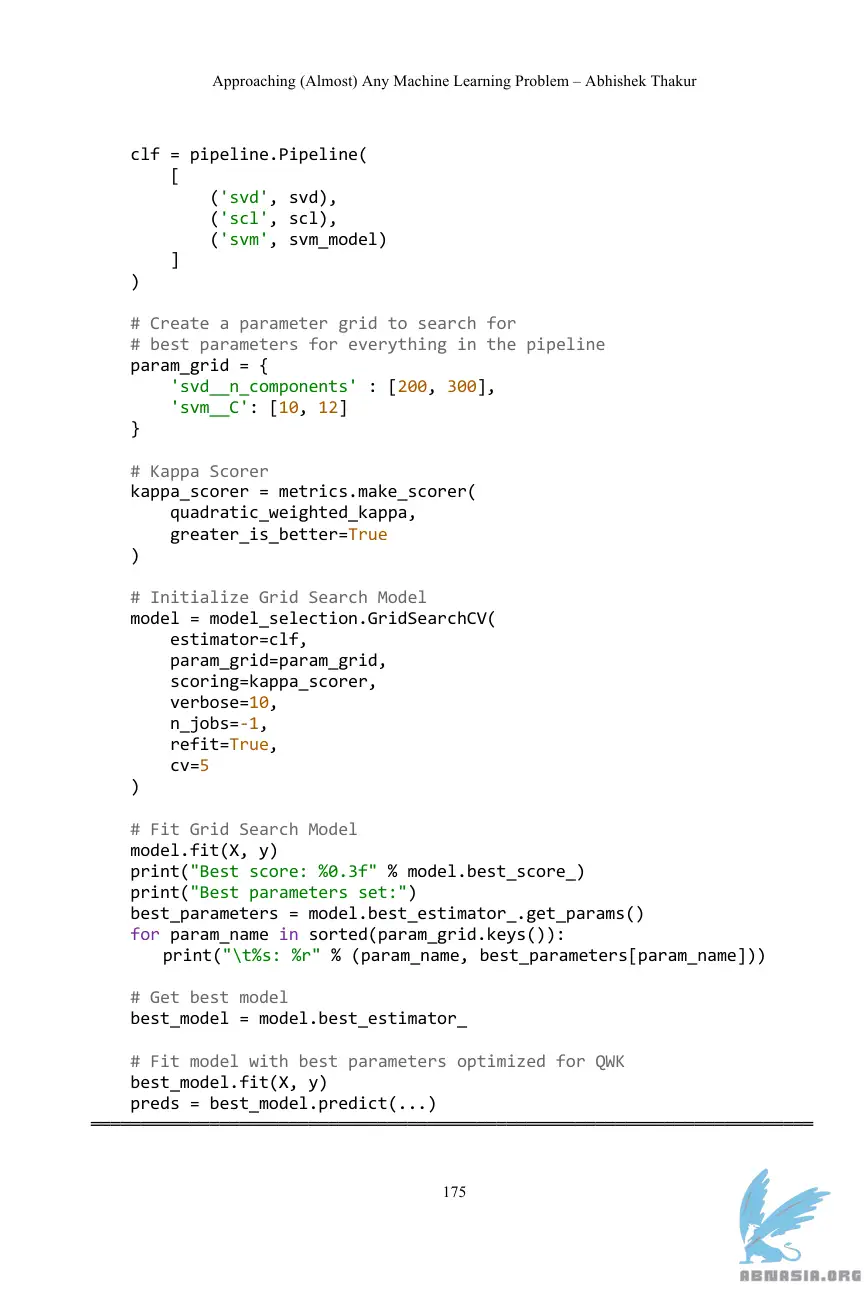 Approaching (Almost) Any Machine Learning Problem – Abhishek Thakur
clf = pipeline.Pipeline(
    [
        ('svd', svd),
        ('scl', scl),
        ('svm', svm_model)
    ]
)
# Create a parameter grid to search for
# best parameters for everything in the pipeline
param_grid = {
    'svd__n_components' : [200, 300],
    'svm__C': [10, 12]
}
# Kappa Scorer
kappa_scorer = metrics.make_scorer(
    quadratic_weighted_kappa,
    greater_is_better=True
)
# Initialize Grid Search Model
model = model_selection.GridSearchCV(
    estimator=clf,
    param_grid=param_grid,
    scoring=kappa_scorer,
    verbose=10,
    n_jobs=-1,
    refit=True,
    cv=5
)
# Fit Grid Search Model
model.fit(X, y)
print("Best score: %0.3f" % model.best_score_)
print("Best parameters set:")
best_parameters = model.best_estimator_.get_params()
for param_name in sorted(param_grid.keys()):
    print("\t%s: %r" % (param_name, best_parameters[param_name]))
# Get best model
best_model = model.best_estimator_
# Fit model with best parameters optimized for QWK
best_model.fit(X, y)
preds = best_model.predict(...)
175
ABNASIA.ORG